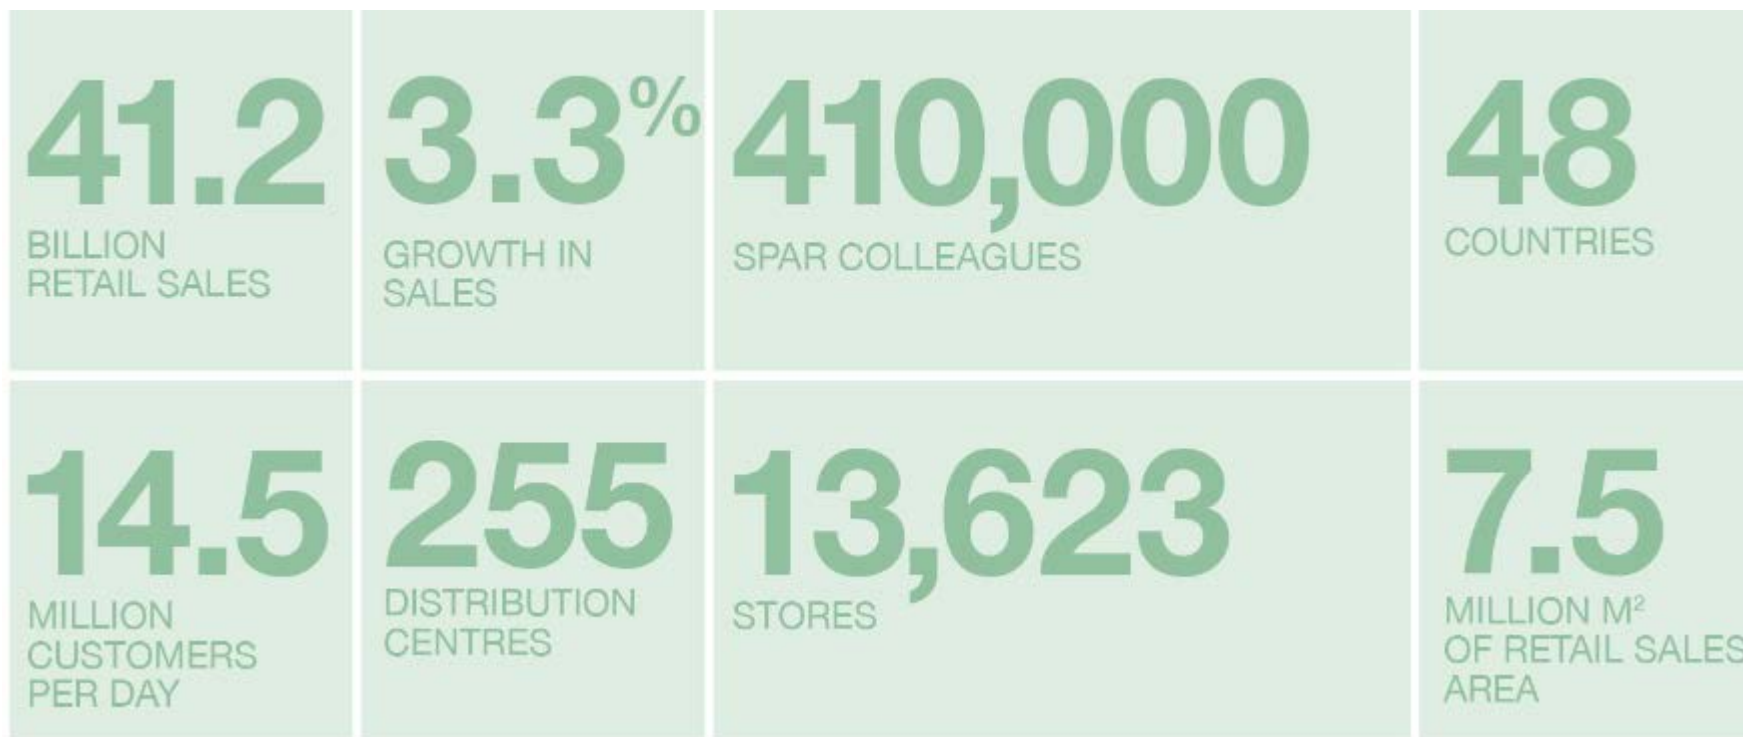 41.2
BILLION
RETAIL SALES
3.3%
GROWTH IN
SALES
410,000
SPAR COLLEAGUES
48
COUNTRIES
14.5
MILLION
CUSTOMERS
PER DAY
255
DISTRIBUTION
CENTRES
13,623
STORES
7.5
MILLION M²
OF RETAIL SALES
AREA